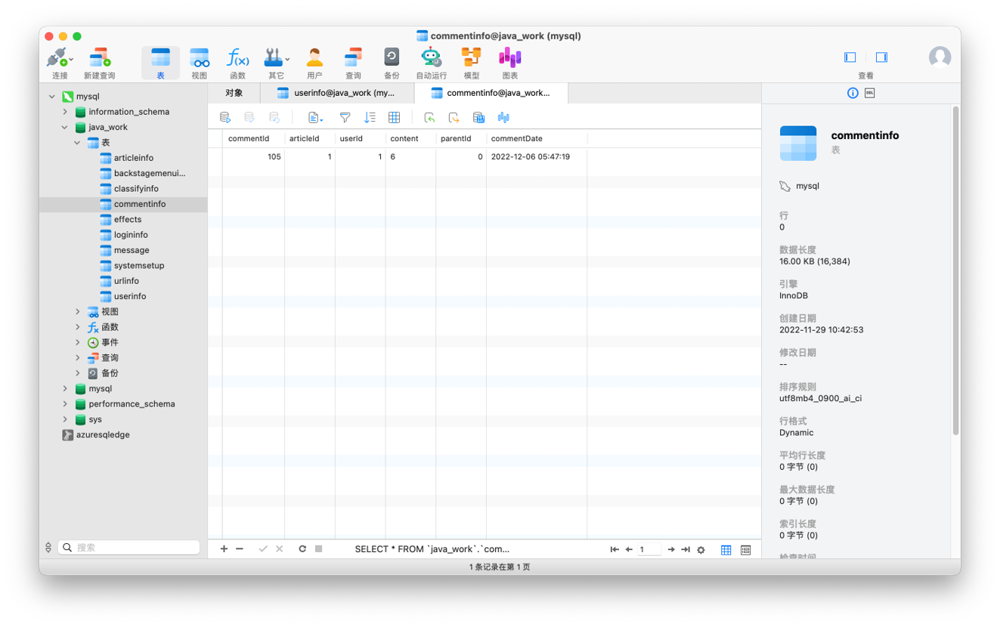 commentinfo@java_work (mysql)
连接
新建查询
表
视图
函数
其它
用户
查询
备份
自动运行
模型
图表
查看
mysql
information_schema
java_work
表
articleinfo
backstagemenui...
classifyinfo
commentinfo
effects
logininfo
message
systemsetup
urlinfo
userinfo
视图
函数
事件
查询
备份
mysql
performance_schema
sys
azuresqledge
搜索
对象
userinfo@java_work (my...
commentinfo@java_work...
commentId articleId userId content parentId commentDate
105 1 1 6 0 2022-12-06 05:47:19
SELECT * FROM `java_work`.`com...
1
DDL
commentinfo
表
mysql
行
0
数据长度
16.00 KB (16,384)
引擎
InnoDB
创建日期
2022-11-29 10:42:53
修改日期
--
排序规则
utf8mb4_0900_ai_ci
行格式
Dynamic
平均行长度
0 字节 (0)
最大数据长度
0 字节 (0)
索引长度
0 字节 (0)
检查时间
1 条记录在第 1 页